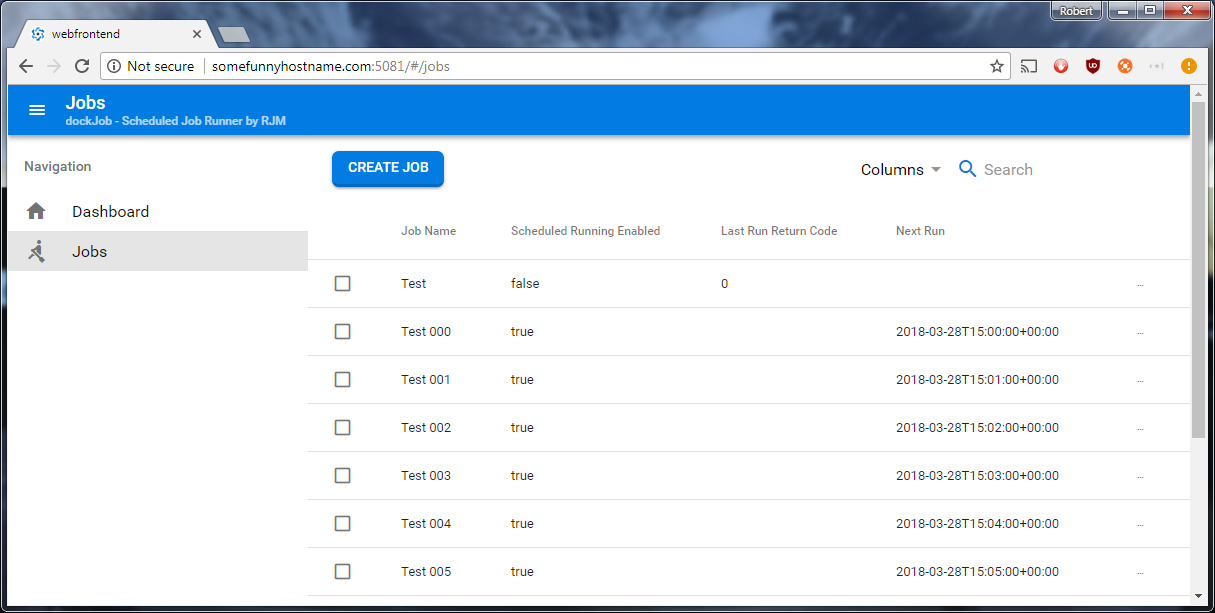 Robert
webfrontend
Not secure somefunnyhostname.com:5081/#/jobs
Jobs
dockJob - Scheduled Job Runner by RJM
Navigation
Dashboard
Jobs
CREATE JOB Columns Search
Job Name Scheduled Running Enabled Last Run Return Code Next Run
Test false 0 ...
Test 000 true 2018-03-28T15:00:00+00:00 ...
Test 001 true 2018-03-28T15:01:00+00:00 ...
Test 002 true 2018-03-28T15:02:00+00:00 ...
Test 003 true 2018-03-28T15:03:00+00:00 ...
Test 004 true 2018-03-28T15:04:00+00:00 ...
Test 005 true 2018-03-28T15:05:00+00:00 ...